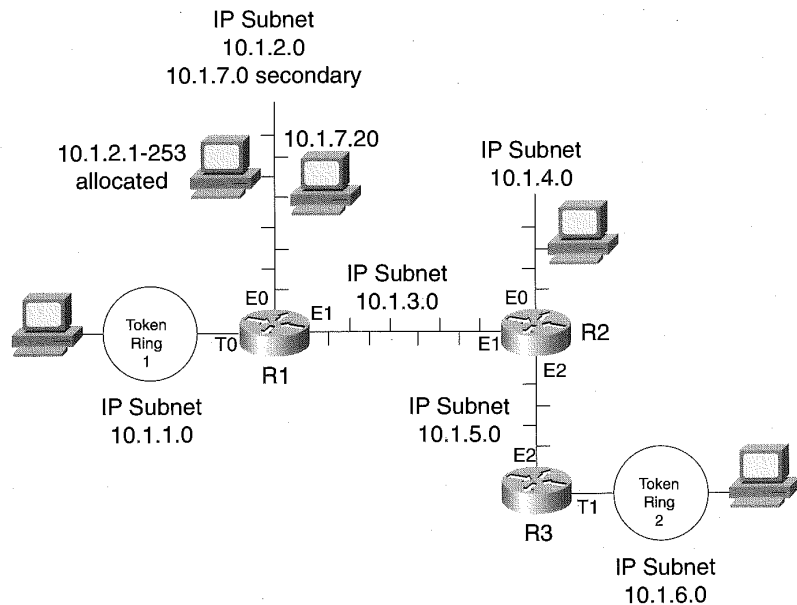 IP Subnet
10.1.2.0
10.1.7.0 secondary
10.1.2.1-253
allocated
10.1.7.20
IP Subnet
10.1.4.0
IP Subnet
10.1.3.0
E0
E1
T0
R1
Token
Ring
1
IP Subnet
10.1.1.0
E0
E1
R2
E2
IP Subnet
10.1.5.0
E2
T1
R3
Token
Ring
2
IP Subnet
10.1.6.0